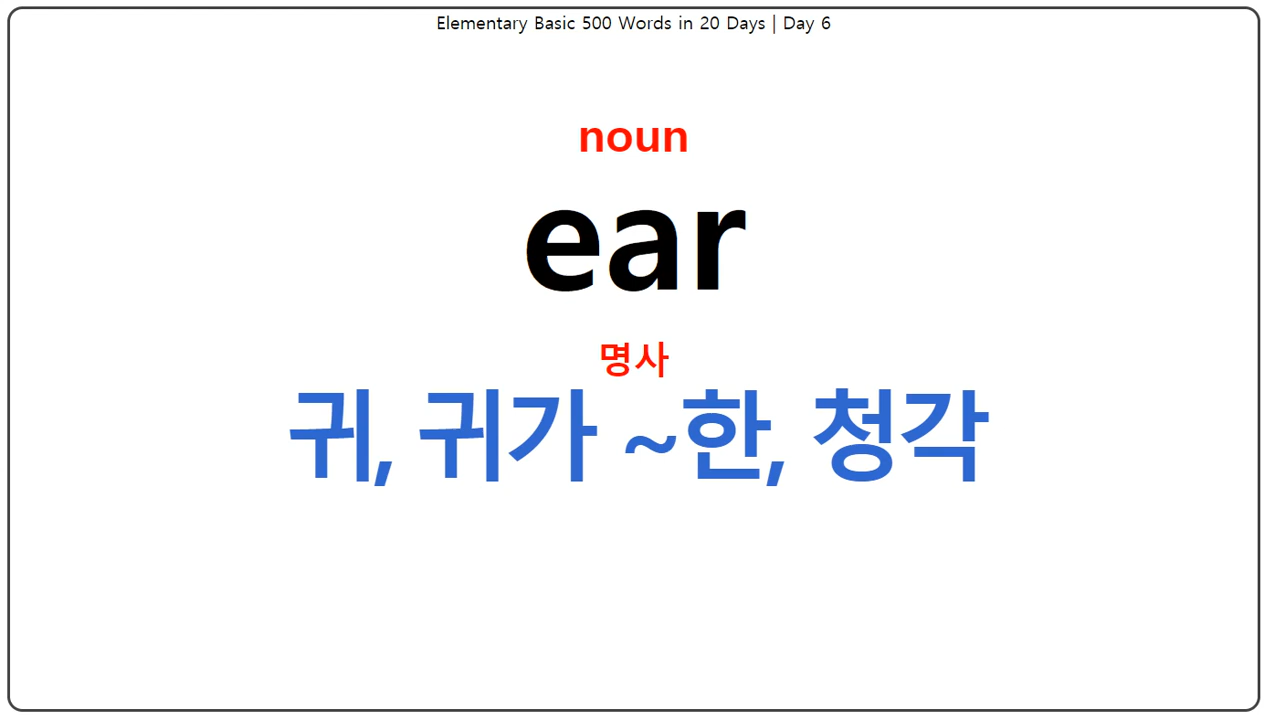 Elementary Basic 500 Words in 20 Days | Day 6
noun
ear
명사
귀, 귀가 ~한, 청각